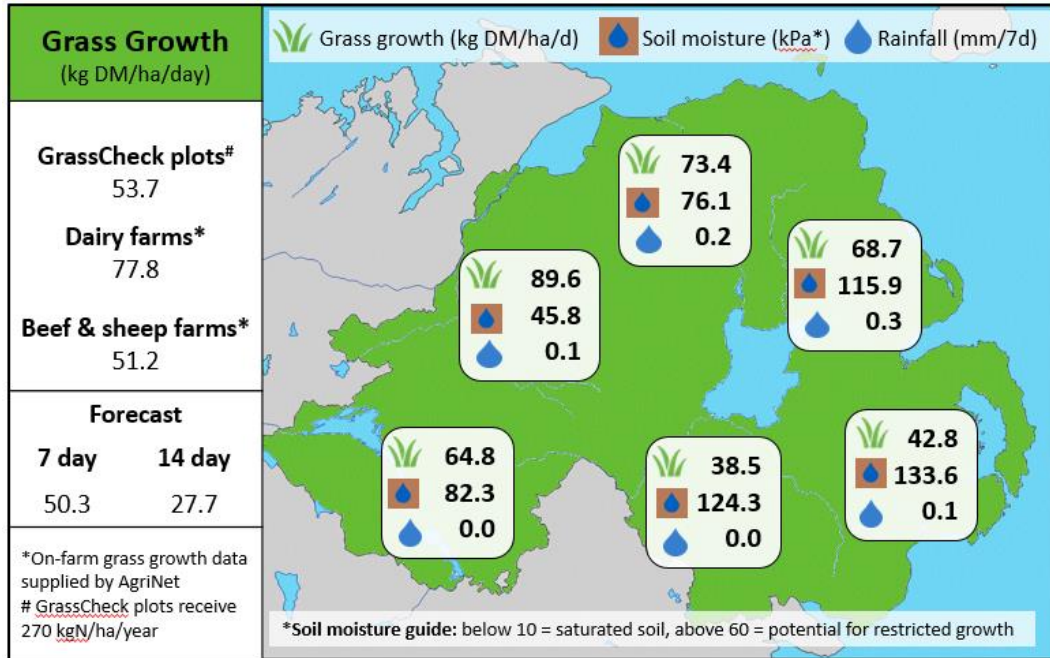 Grass Growth
(kg DM/ha/day)
GrassCheck plots#
53.7
Dairy farms*
77.8
Beef & sheep farms*
51.2
Forecast
7 day 14 day
50.3 27.7
*On-farm grass growth data
supplied by AgriNet
# GrassCheck plots receive
270 kgN/ha/year
Grass growth (kg DM/ha/d) Soil moisture (kPa*) Rainfall (mm/7d)
73.4
76.1
0.2
68.7
115.9
0.3
89.6
45.8
0.1
64.8
82.3
0.0
38.5
124.3
0.0
42.8
133.6
0.1
*Soil moisture guide: below 10 = saturated soil, above 60 = potential for restricted growth